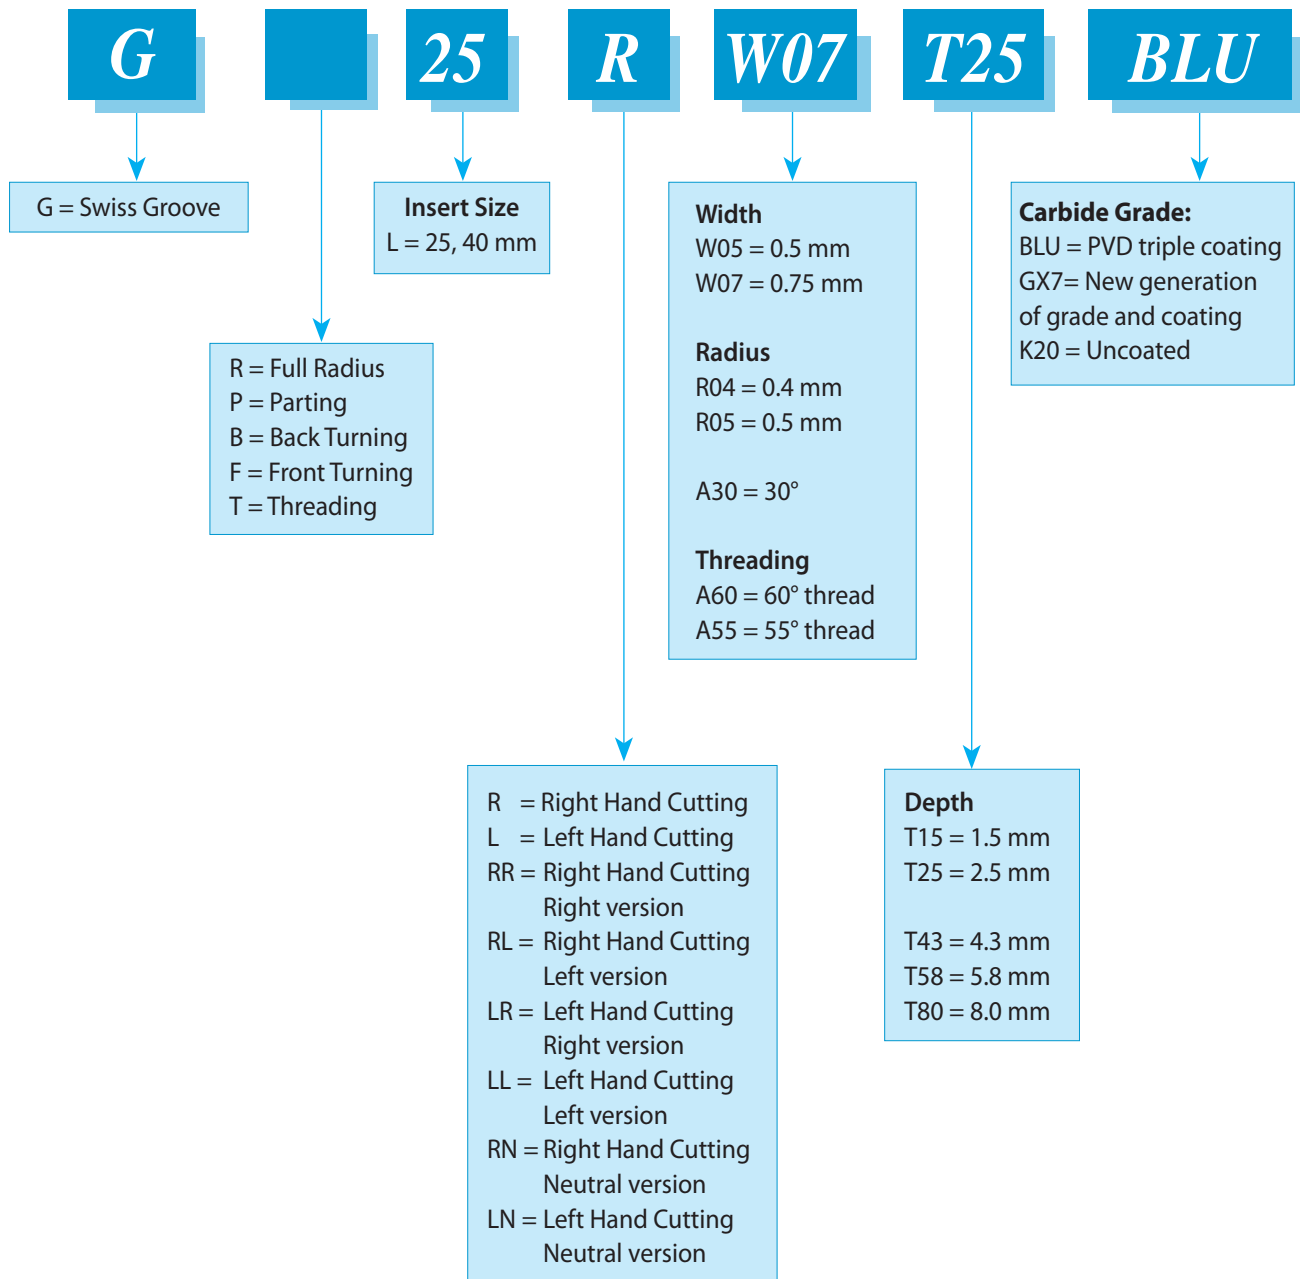 G 25 R W07 T25 BLU
G = Swiss Groove
R = Full Radius
P = Parting
B = Back Turning
F = Front Turning
T = Threading
Insert Size
L = 25, 40 mm
R = Right Hand Cutting
L = Left Hand Cutting
RR = Right Hand Cutting
Right version
RL = Right Hand Cutting
Left version
LR = Left Hand Cutting
Right version
LL = Left Hand Cutting
Left version
RN = Right Hand Cutting
Neutral version
LN = Left Hand Cutting
Neutral version
Width
W05 = 0.5 mm
W07 = 0.75 mm
Radius
R04 = 0.4 mm
R05 = 0.5 mm
A30 = 30°
Threading
A60 = 60° thread
A55 = 55° thread
Depth
T15 = 1.5 mm
T25 = 2.5 mm
T43 = 4.3 mm
T58 = 5.8 mm
T80 = 8.0 mm
Carbide Grade:
BLU = PVD triple coating
GX7= New generation
of grade and coating
K20 = Uncoated